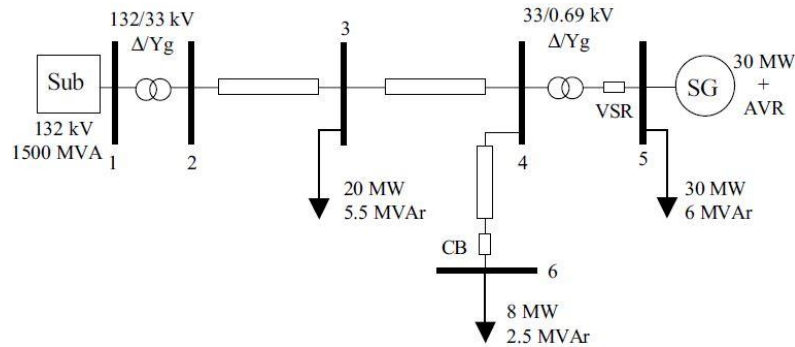 132/33 kV
Δ/Yg
3
33/0.69 kV
Δ/Yg
Sub
132 kV
1500 MVA
1
2
4
VSR
5
SG
30 MW
+
AVR
20 MW
5.5 MVAr
30 MW
6 MVAr
CB
6
8 MW
2.5 MVAr